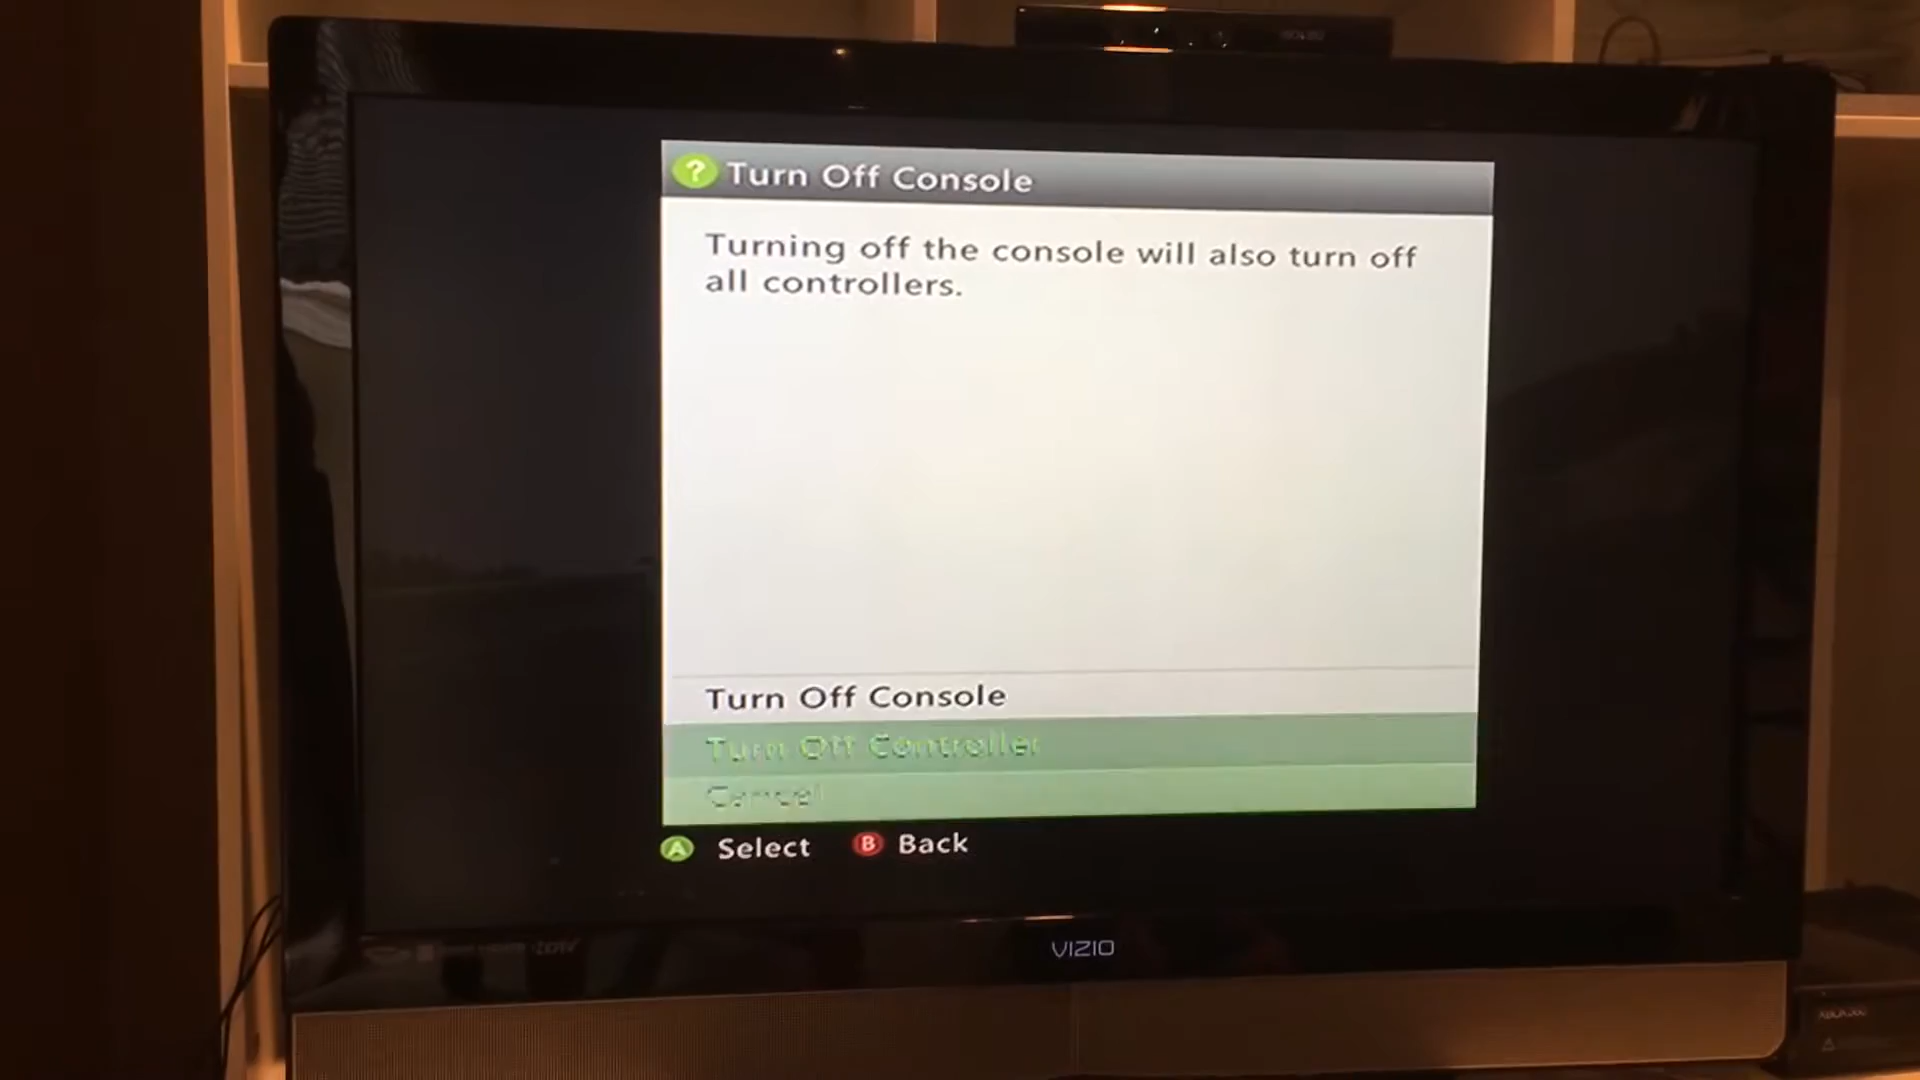 Turn Off Console
Turning off the console will also turn off
all controllers.
Turn Off Console
Turn Off Controller
Cancel
A Select B Back
VIZIO